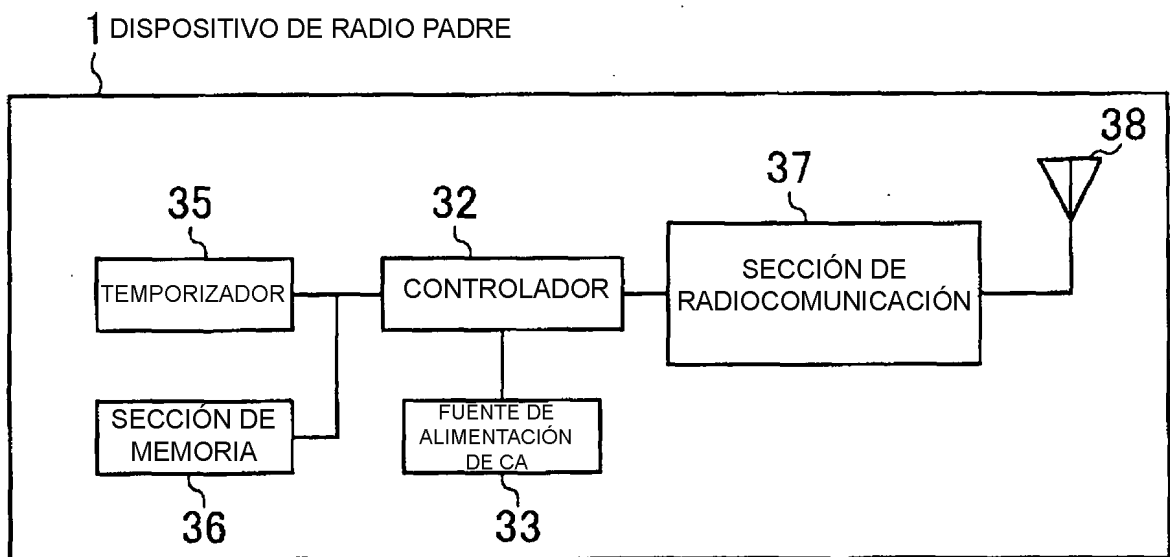 1 DISPOSITIVO DE RADIO PADRE
38
35
32
37
TEMPORIZADOR
CONTROLADOR
SECCIÓN DE
RADIOCOMUNICACIÓN
SECCIÓN DE
MEMORIA
FUENTE DE
ALIMENTACIÓN
DE CA
36
33